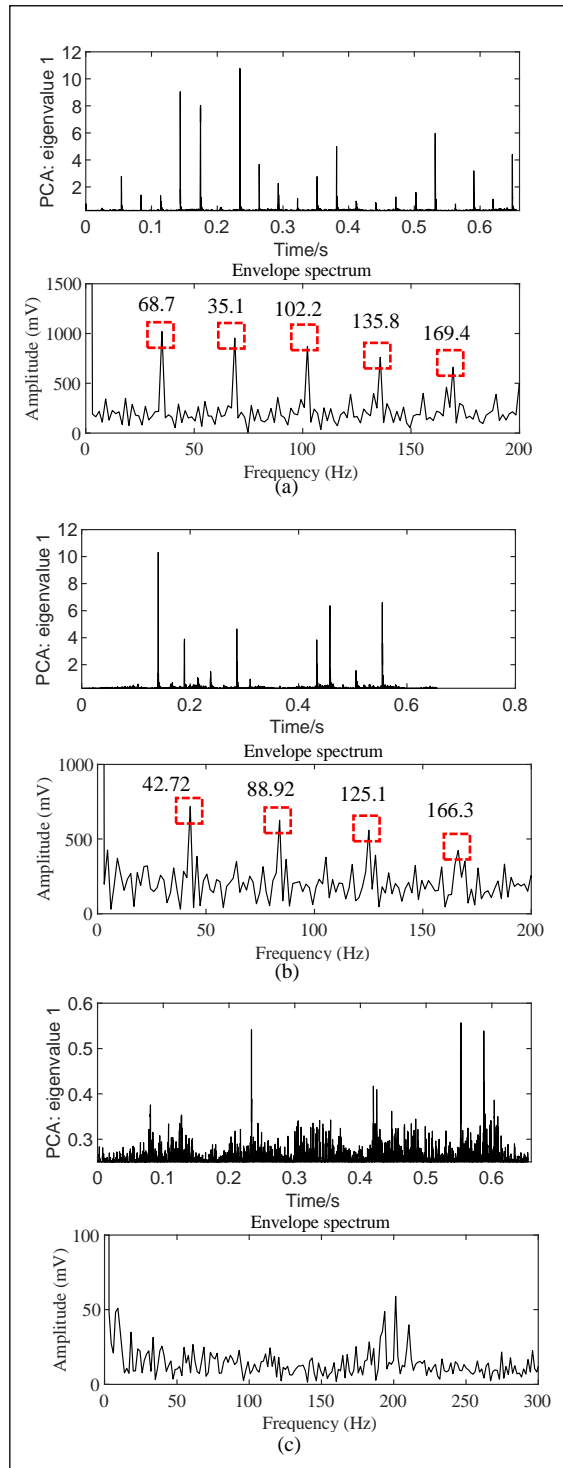 PCA: eigenvalue 1
12
10
8
6
4
2
0 0.1 0.2 0.3 0.4 0.5 0.6
Time/s
Envelope spectrum
Amplitude (mV)
1500
1000
500
0
68.7 35.1 102.2 135.8 169.4
0 50 100 150 200
Frequency (Hz)
(a)
PCA: eigenvalue 1
12
10
8
6
4
2
0 0.2 0.4 0.6 0.8
Time/s
Envelope spectrum
Amplitude (mV)
1000
500
0
42.72 88.92 125.1 166.3
50 100 150 200
Frequency (Hz)
(b)
PCA: eigenvalue 1
0.6
0.5
0.4
0.3
0 0.1 0.2 0.3 0.4 0.5 0.6
Time/s
Envelope spectrum
Amplitude (mV)
100
50
0
0 50 100 150 200 250 300
Frequency (Hz)
(c)